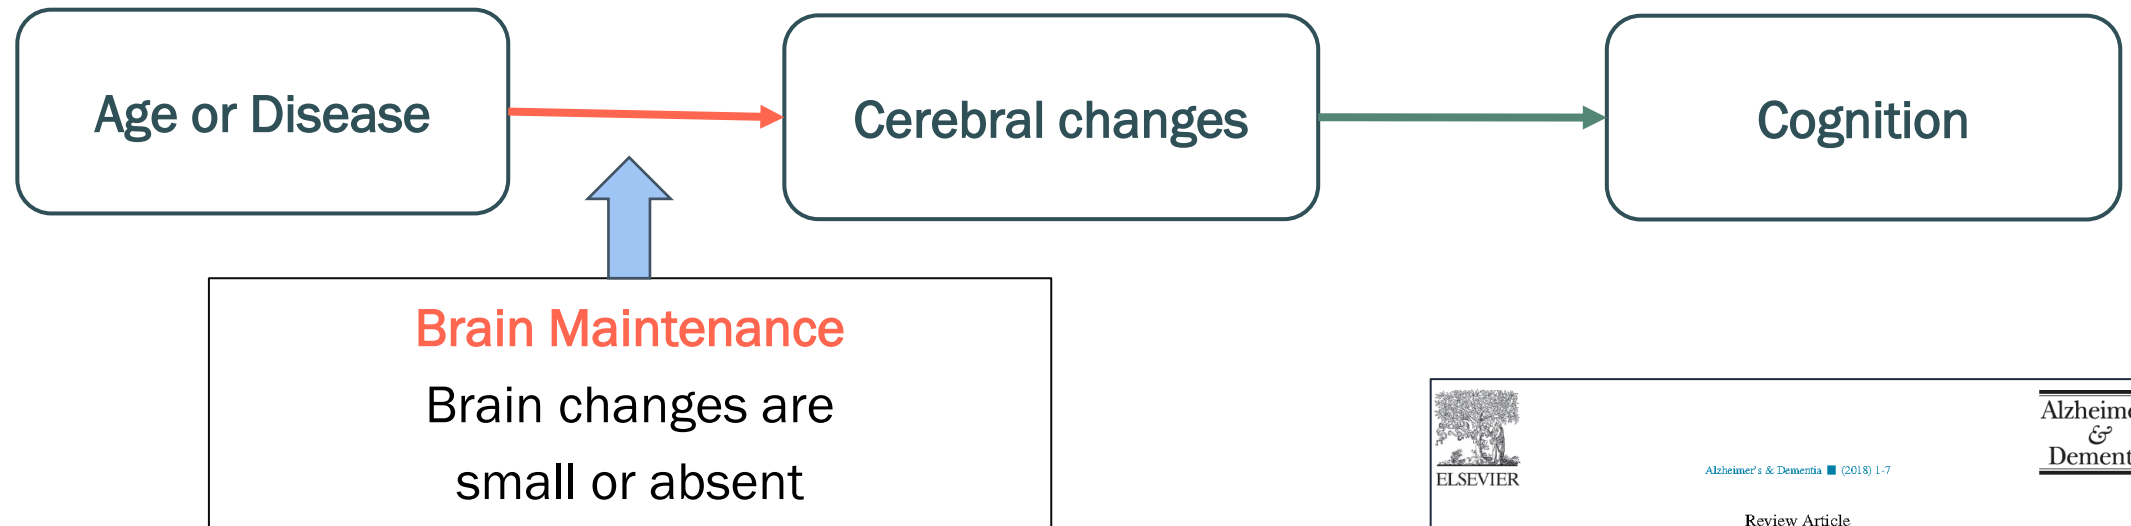 Age or Disease
Cerebral changes
Cognition
Brain Maintenance
Brain changes are
small or absent
ELSEVIER
Alzheimer's & Dementia ■ (2018) 1-7
&
Review Article